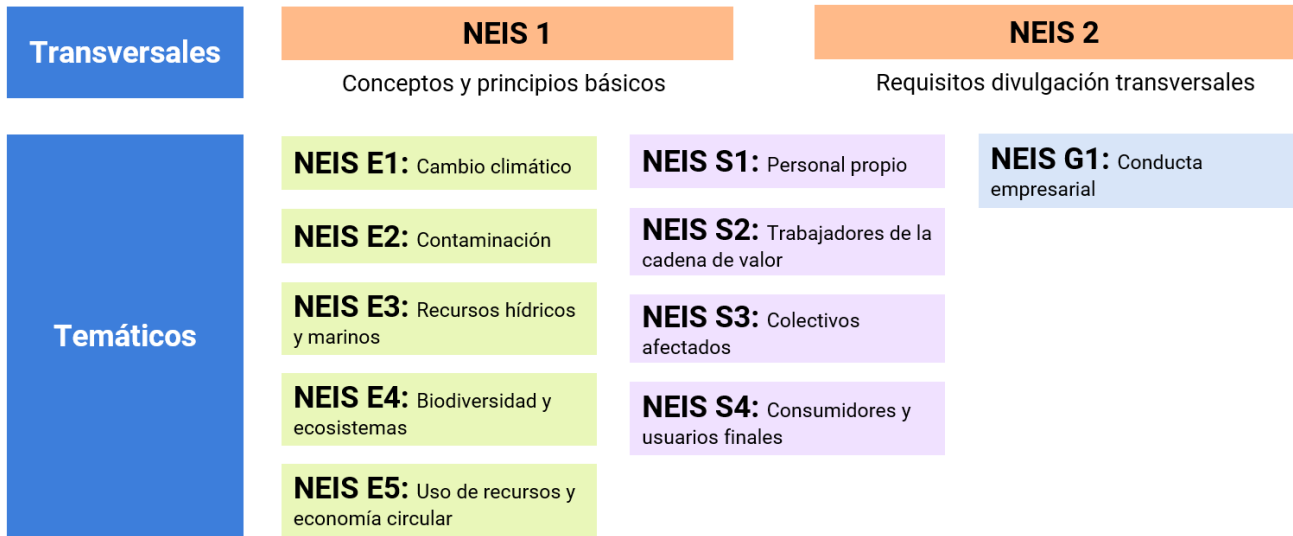 Transversales
NEIS 1
Conceptos y principios básicos
NEIS 2
Requisitos divulgación transversales
Temáticos
NEIS E1: Cambio climático
NEIS E2: Contaminación
NEIS E3: Recursos hídricos
y marinos
NEIS E4: Biodiversidad y
ecosistemas
NEIS E5: Uso de recursos y
economía circular
NEIS S1: Personal propio
NEIS S2: Trabajadores de la
cadena de valor
NEIS S3: Colectivos
afectados
NEIS S4: Consumidores y
usuarios finales
NEIS G1: Conducta
empresarial